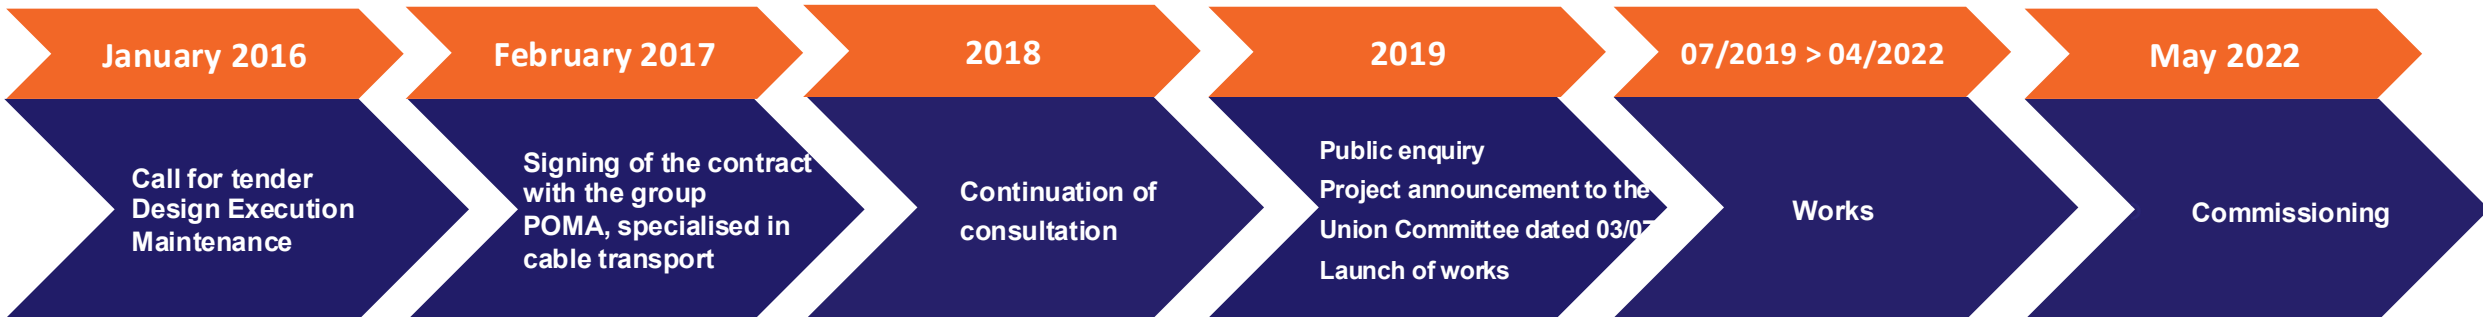 January 2016
Call for tender
Design Execution
Maintenance
February 2017
Signing of the contract
with the group
POMA, specialised in
cable transport
2018
Continuation of
consultation
2019
Public enquiry
Project announcement to the
Union Committee dated 03/07
Launch of works
07/2019 > 04/2022
Works
May 2022
Commissioning